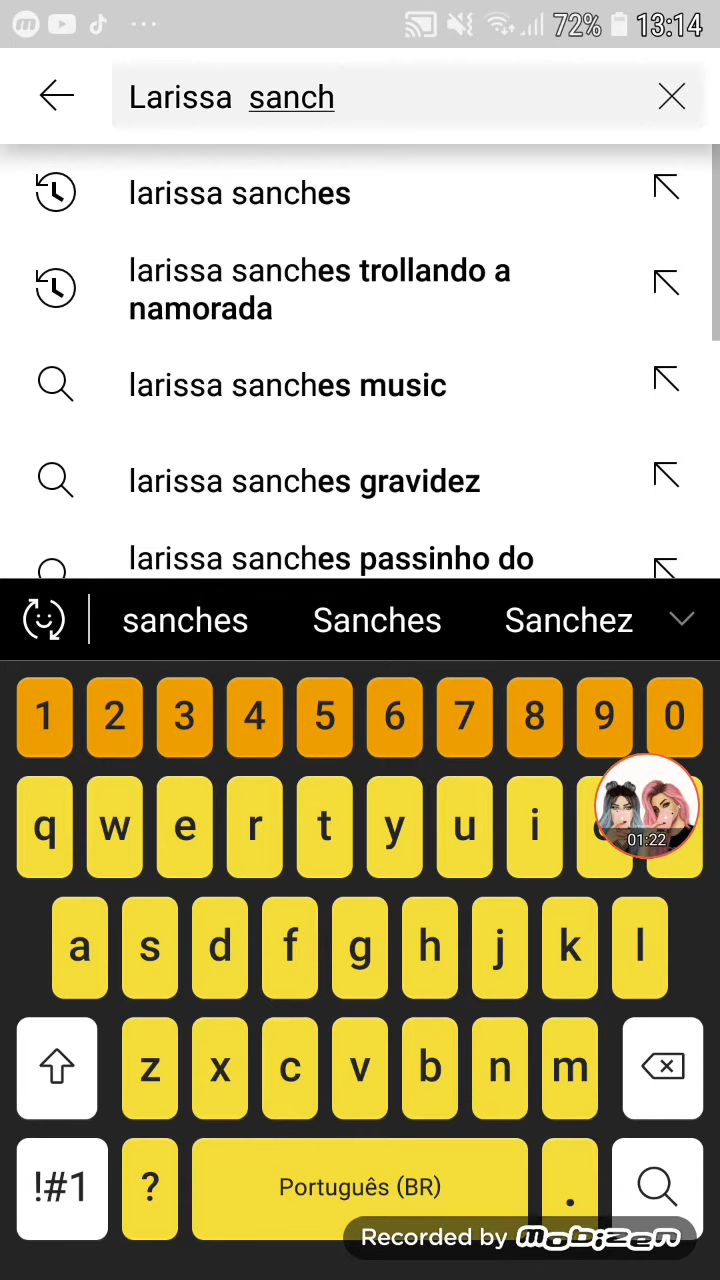 72% 13:14
Larissa sanch
larissa sanches
larissa sanches trollando a
namorada
larissa sanches music
larissa sanches gravidez
larissa sanches passinho do
sanches Sanches Sanchez
1 2 3 4 5 6 7 8 9 0
q w e r t y u i
01:22
a s d f g h j k l
z x c v b n m
!#1 ? Português (BR) .
Recorded by mobizen